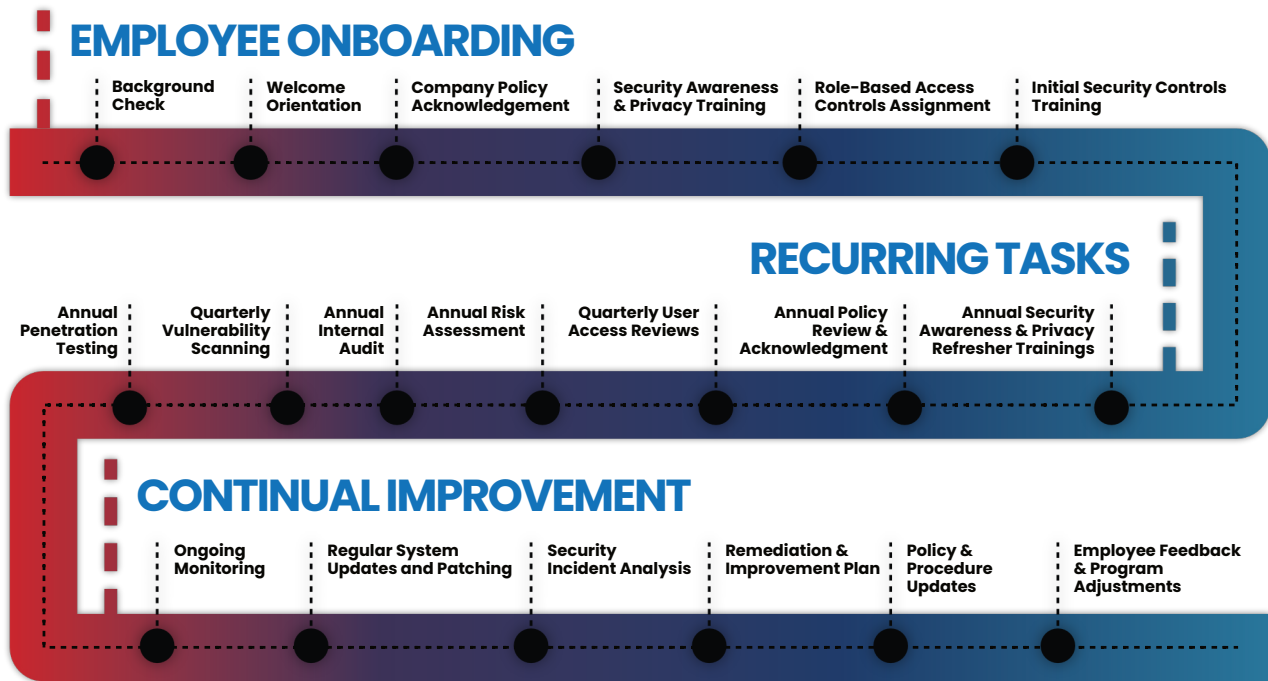 EMPLOYEE ONBOARDING
Background
Check
Welcome
Orientation
Company Policy
Acknowledgement
Security Awareness
& Privacy Training
Role-Based Access
Controls Assignment
Initial Security Controls
Training
RECURRING TASKS
Annual
Penetration
Testing
Quarterly
Vulnerability
Scanning
Annual
Internal
Audit
Annual Risk
Assessment
Quarterly User
Access Reviews
Annual Policy
Review &
Acknowledgment
Annual Security
Awareness & Privacy
Refresher Trainings
CONTINUAL IMPROVEMENT
Ongoing
Monitoring
Regular System
Updates and Patching
Security
Incident Analysis
Remediation &
Improvement Plan
Policy &
Procedure
Updates
Employee Feedback
& Program
Adjustments